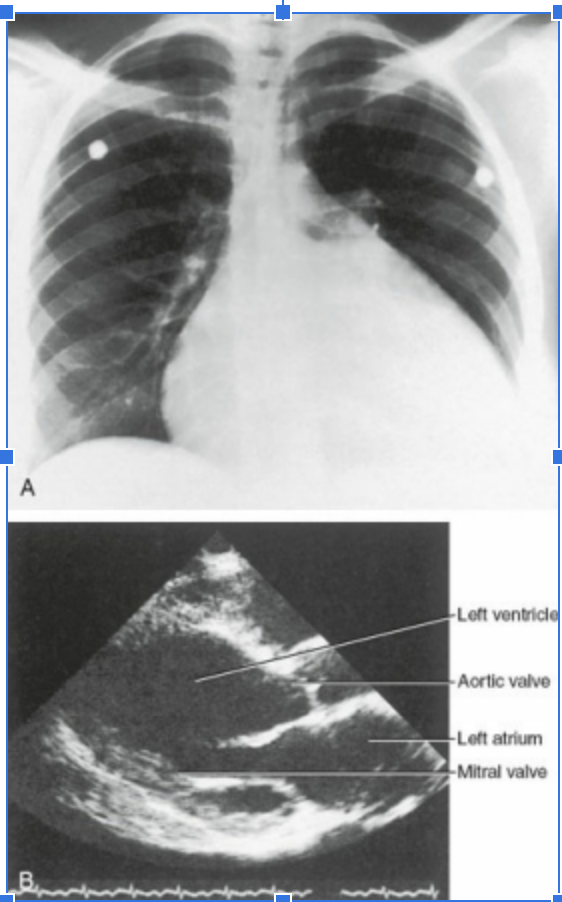 A
Left ventricle
Aortic valve
Left atrium
Mitral valve
B